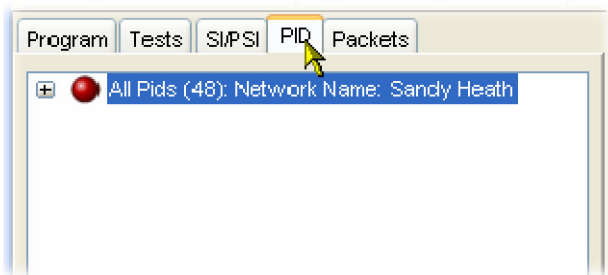 Program Tests SI/PSI PID Packets
All Pids (48): Network Name: Sandy Heath